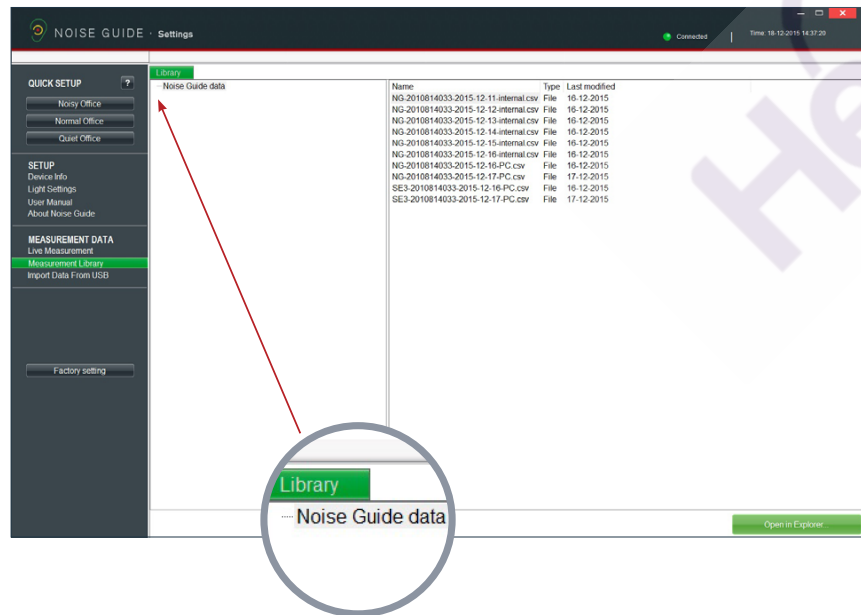 NOISE GUIDE · Settings
Connected
Time: 18-12-2015 14:37:20
QUICK SETUP ?
Noisy Office
Normal Office
Quiet Office
SETUP
Device Info
Light Settings
User Manual
About Noise Guide
MEASUREMENT DATA
Live Measurement
Measurement Library
Import Data From USB
Factory setting
Library
Noise Guide data
Name Type Last modified
NG-2010814033-2015-12-11-internal.csv File 16-12-2015
NG-2010814033-2015-12-12-internal.csv File 16-12-2015
NG-2010814033-2015-12-13-internal.csv File 16-12-2015
NG-2010814033-2015-12-14-internal.csv File 16-12-2015
NG-2010814033-2015-12-15-internal.csv File 16-12-2015
NG-2010814033-2015-12-16-internal.csv File 16-12-2015
NG-2010814033-2015-12-16-PC.csv File 16-12-2015
NG-2010814033-2015-12-17-PC.csv File 17-12-2015
SE3-2010814033-2015-12-16-PC.csv File 16-12-2015
SE3-2010814033-2015-12-17-PC.csv File 17-12-2015
Library
Noise Guide data
Open in Explorer...